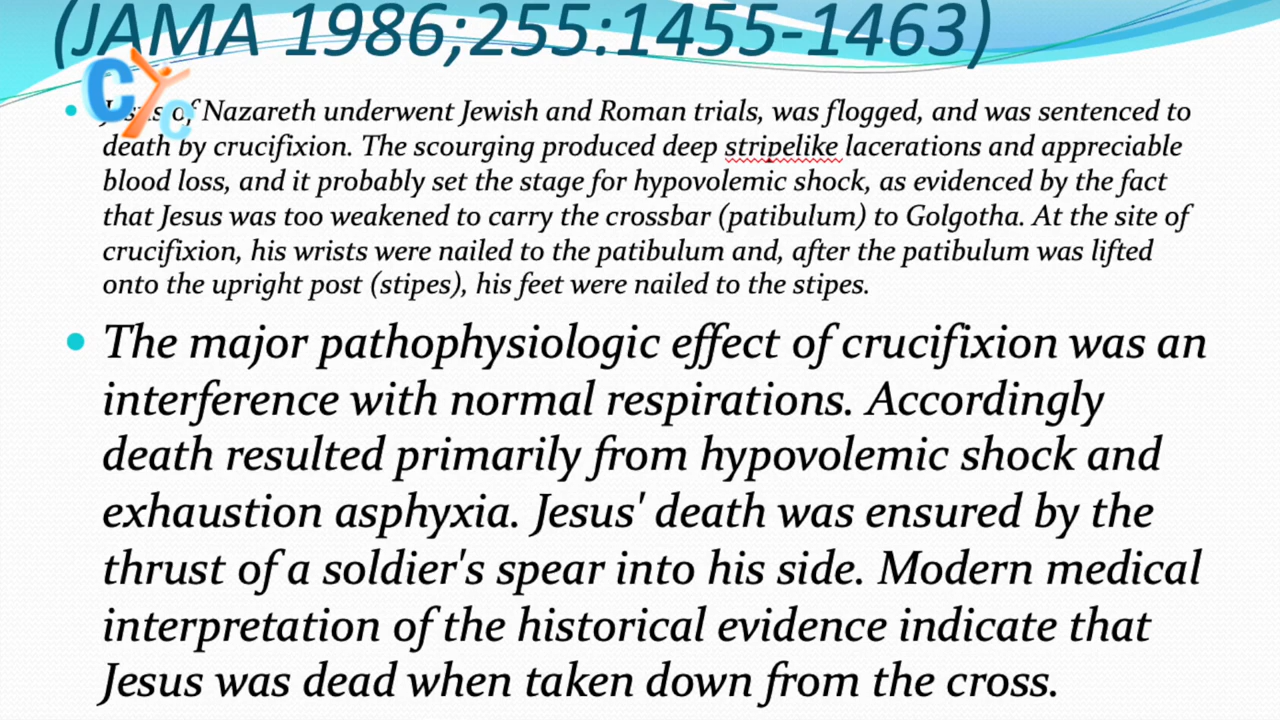 (JAMA 1986;255:1455-1463)
CYC
• Jesus of Nazareth underwent Jewish and Roman trials, was flogged, and was sentenced to
death by crucifixion. The scourging produced deep stripelike lacerations and appreciable
blood loss, and it probably set the stage for hypovolemic shock, as evidenced by the fact
that Jesus was too weakened to carry the crossbar (patibulum) to Golgotha. At the site of
crucifixion, his wrists were nailed to the patibulum and, after the patibulum was lifted
onto the upright post (stipes), his feet were nailed to the stipes.
• The major pathophysiologic effect of crucifixion was an
interference with normal respirations. Accordingly
death resulted primarily from hypovolemic shock and
exhaustion asphyxia. Jesus' death was ensured by the
thrust of a soldier's spear into his side. Modern medical
interpretation of the historical evidence indicate that
Jesus was dead when taken down from the cross.